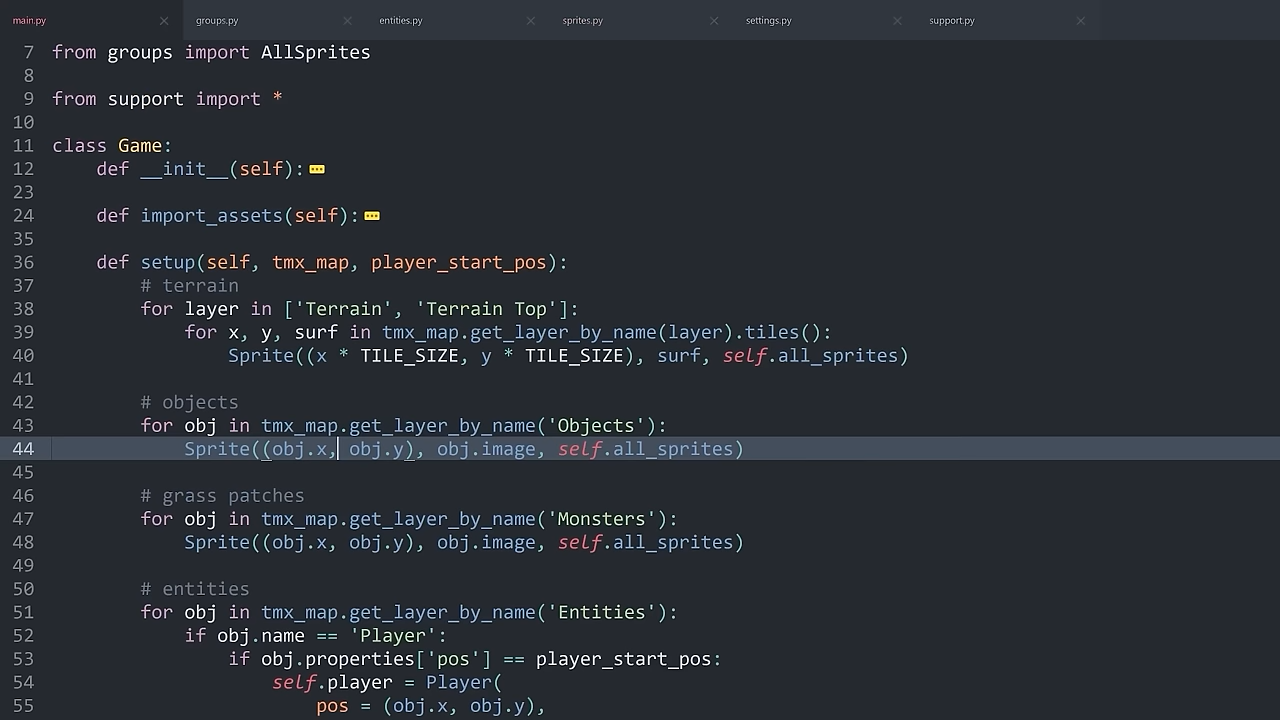 main.py groups.py entities.py sprites.py settings.py support.py
7 from groups import AllSprites
8
9 from support import *
10
11 class Game:
12     def __init__(self):
23
24     def import_assets(self):
35
36     def setup(self, tmx_map, player_start_pos):
37         # terrain
38         for layer in ['Terrain', 'Terrain Top']:
39             for x, y, surf in tmx_map.get_layer_by_name(layer).tiles():
40                 Sprite((x * TILE_SIZE, y * TILE_SIZE), surf, self.all_sprites)
41
42         # objects
43         for obj in tmx_map.get_layer_by_name('Objects'):
44             Sprite((obj.x, obj.y), obj.image, self.all_sprites)
45
46         # grass patches
47         for obj in tmx_map.get_layer_by_name('Monsters'):
48             Sprite((obj.x, obj.y), obj.image, self.all_sprites)
49
50         # entities
51         for obj in tmx_map.get_layer_by_name('Entities'):
52             if obj.name == 'Player':
53                 if obj.properties['pos'] == player_start_pos:
54                     self.player = Player(
55                         pos = (obj.x, obj.y),